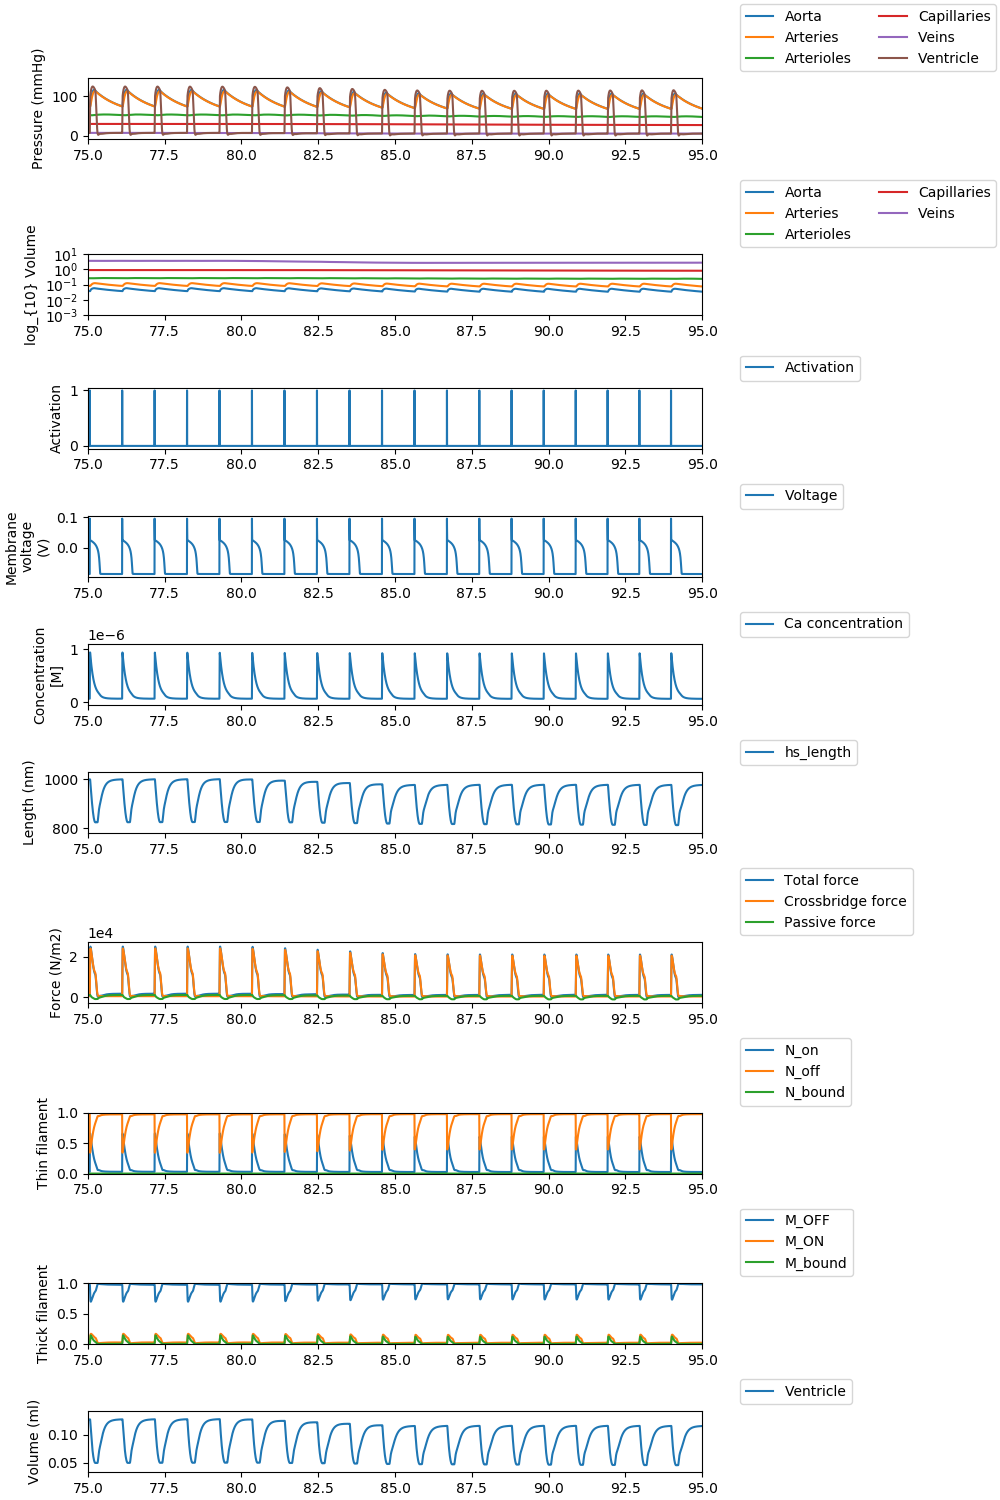 Aorta Capillaries
Arteries Veins
Arterioles Ventricle
Pressure (mmHg)
100
0
75.0 77.5 80.0 82.5 85.0 87.5 90.0 92.5 95.0
Aorta Capillaries
Arteries Veins
Arterioles
log_{10} Volume
10^1
10^0
10^−1
10^−2
10^−3
75.0 77.5 80.0 82.5 85.0 87.5 90.0 92.5 95.0
Activation
Activation
1
0
75.0 77.5 80.0 82.5 85.0 87.5 90.0 92.5 95.0
Voltage
Membrane
voltage
(V)
0.1
0.0
75.0 77.5 80.0 82.5 85.0 87.5 90.0 92.5 95.0
Ca concentration
Concentration
[M]
1e−6
1
0
75.0 77.5 80.0 82.5 85.0 87.5 90.0 92.5 95.0
hs_length
Length (nm)
1000
800
75.0 77.5 80.0 82.5 85.0 87.5 90.0 92.5 95.0
Total force
Crossbridge force
Passive force
Force (N/m2)
1e4
2
0
75.0 77.5 80.0 82.5 85.0 87.5 90.0 92.5 95.0
N_on
N_off
N_bound
Thin filament
1.0
0.5
0.0
75.0 77.5 80.0 82.5 85.0 87.5 90.0 92.5 95.0
M_OFF
M_ON
M_bound
Thick filament
1.0
0.5
0.0
75.0 77.5 80.0 82.5 85.0 87.5 90.0 92.5 95.0
Ventricle
Volume (ml)
0.10
0.05
75.0 77.5 80.0 82.5 85.0 87.5 90.0 92.5 95.0